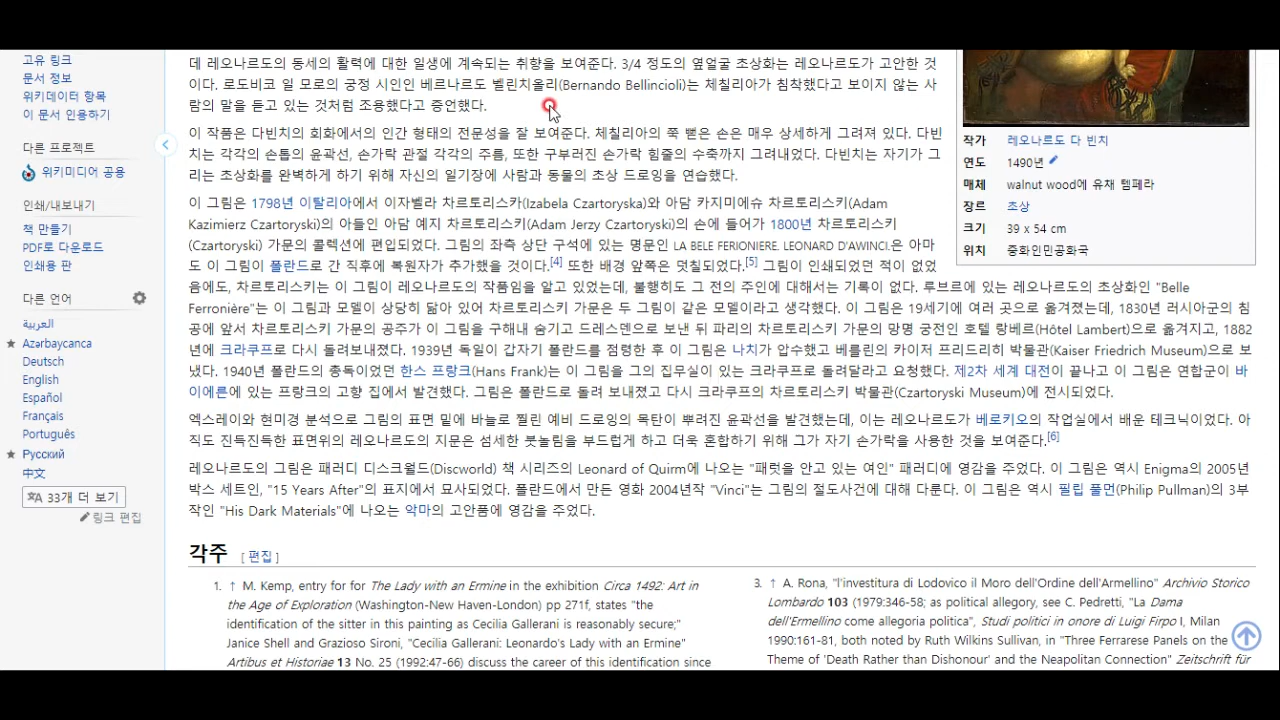 고유 링크
문서 정보
위키데이터 항목
이 문서 인용하기
다른 프로젝트
위키미디어 공용
인쇄/내보내기
책 만들기
PDF로 다운로드
인쇄용 판
다른 언어
العربية
Azərbaycanca
Deutsch
English
Español
Français
Português
Русский
中文
33개 더 보기
링크 편집
데 레오나르도의 동세의 활력에 대한 일생에 계속되는 취향을 보여준다. 3/4 정도의 옆얼굴 초상화는 레오나르도가 고안한 것
이다. 로도비코 일 모로의 궁정 시인인 베르나르도 벨린치올리(Bernando Bellincioli)는 체칠리아가 침착했다고 보이지 않는 사
람의 말을 듣고 있는 것처럼 조용했다고 증언했다.
이 작품은 다빈치의 회화에서의 인간 형태의 전문성을 잘 보여준다. 체칠리아의 쭉 뻗은 손은 매우 상세하게 그려져 있다. 다빈
치는 각각의 손톱의 윤곽선, 손가락 관절 각각의 주름, 또한 구부러진 손가락 힘줄의 수축까지 그려내었다. 다빈치는 자기가 그
리는 초상화를 완벽하게 하기 위해 자신의 일기장에 사람과 동물의 초상 드로잉을 연습했다.
이 그림은 1798년 이탈리아에서 이자벨라 차르토리스카(Izabela Czartoryska)와 아담 카지미에슈 차르토리스키(Adam
Kazimierz Czartoryski)의 아들인 아담 예지 차르토리스키(Adam Jerzy Czartoryski)의 손에 들어가 1800년 차르토리스키
(Czartoryski) 가문의 콜렉션에 편입되었다. 그림의 좌측 상단 구석에 있는 명문인 LA BELE FERIONIERE. LEONARD D'AWINCI.은 아마
도 이 그림이 폴란드로 간 직후에 복원자가 추가했을 것이다.[4] 또한 배경 앞쪽은 덧칠되었다.[5] 그림이 인쇄되었던 적이 없었
음에도, 차르토리스키는 이 그림이 레오나르도의 작품임을 알고 있었는데, 불행히도 그 전의 주인에 대해서는 기록이 없다. 루브르에 있는 레오나르도의 초상화인 "Belle
Ferronière"는 이 그림과 모델이 상당히 닮아 있어 차르토리스키 가문은 두 그림이 같은 모델이라고 생각했다. 이 그림은 19세기에 여러 곳으로 옮겨졌는데, 1830년 러시아군의 침
공에 앞서 차르토리스키 가문의 공주가 이 그림을 구해내 숨기고 드레스덴으로 보낸 뒤 파리의 차르토리스키 가문의 망명 궁전인 호텔 랑베르(Hôtel Lambert)으로 옮겨지고, 1882
년에 크라쿠프로 다시 돌려보내졌다. 1939년 독일이 갑자기 폴란드를 점령한 후 이 그림은 나치가 압수했고 베를린의 카이저 프리드리히 박물관(Kaiser Friedrich Museum)으로 보
냈다. 1940년 폴란드의 총독이었던 한스 프랑크(Hans Frank)는 이 그림을 그의 집무실이 있는 크라쿠프로 돌려달라고 요청했다. 제2차 세계 대전이 끝나고 이 그림은 연합군이 바
이에른에 있는 프랑크의 고향 집에서 발견했다. 그림은 폴란드로 돌려 보내졌고 다시 크라쿠프의 차르토리스키 박물관(Czartoryski Museum)에 전시되었다.
엑스레이와 현미경 분석으로 그림의 표면 밑에 바늘로 찔린 예비 드로잉의 목탄이 뿌려진 윤곽선을 발견했는데, 이는 레오나르도가 베로키오의 작업실에서 배운 테크닉이었다. 아
직도 진득진득한 표면위의 레오나르도의 지문은 섬세한 붓놀림을 부드럽게 하고 더욱 혼합하기 위해 그가 자기 손가락을 사용한 것을 보여준다.[6]
레오나르도의 그림은 패러디 디스크월드(Discworld) 책 시리즈의 Leonard of Quirm에 나오는 "패럿을 안고 있는 여인" 패러디에 영감을 주었다. 이 그림은 역시 Enigma의 2005년
박스 세트인, "15 Years After"의 표지에서 묘사되었다. 폴란드에서 만든 영화 2004년작 "Vinci"는 그림의 절도사건에 대해 다룬다. 이 그림은 역시 필립 풀먼(Philip Pullman)의 3부
작인 "His Dark Materials"에 나오는 악마의 고안품에 영감을 주었다.
작가 레오나르도 다 빈치
연도 1490년
매체 walnut wood에 유채 템페라
장르 초상
크기 39 x 54 cm
위치 중화인민공화국
각주 [편집]
1. ↑ M. Kemp, entry for for The Lady with an Ermine in the exhibition Circa 1492: Art in
the Age of Exploration (Washington-New Haven-London) pp 271f, states "the
identification of the sitter in this painting as Cecilia Gallerani is reasonably secure;"
Janice Shell and Grazioso Sironi, "Cecilia Gallerani: Leonardo's Lady with an Ermine"
Artibus et Historiae 13 No. 25 (1992:47-66) discuss the career of this identification since
3. ↑ A. Rona, "l'investitura di Lodovico il Moro dell'Ordine dell'Armellino" Archivio Storico
Lombardo 103 (1979:346-58; as political allegory, see C. Pedretti, "La Dama
dell'Ermellino come allegoria politica", Studi politici in onore di Luigi Firpo I, Milan
1990:161-81, both noted by Ruth Wilkins Sullivan, in "Three Ferrarese Panels on the
Theme of 'Death Rather than Dishonour' and the Neapolitan Connection" Zeitschrift für